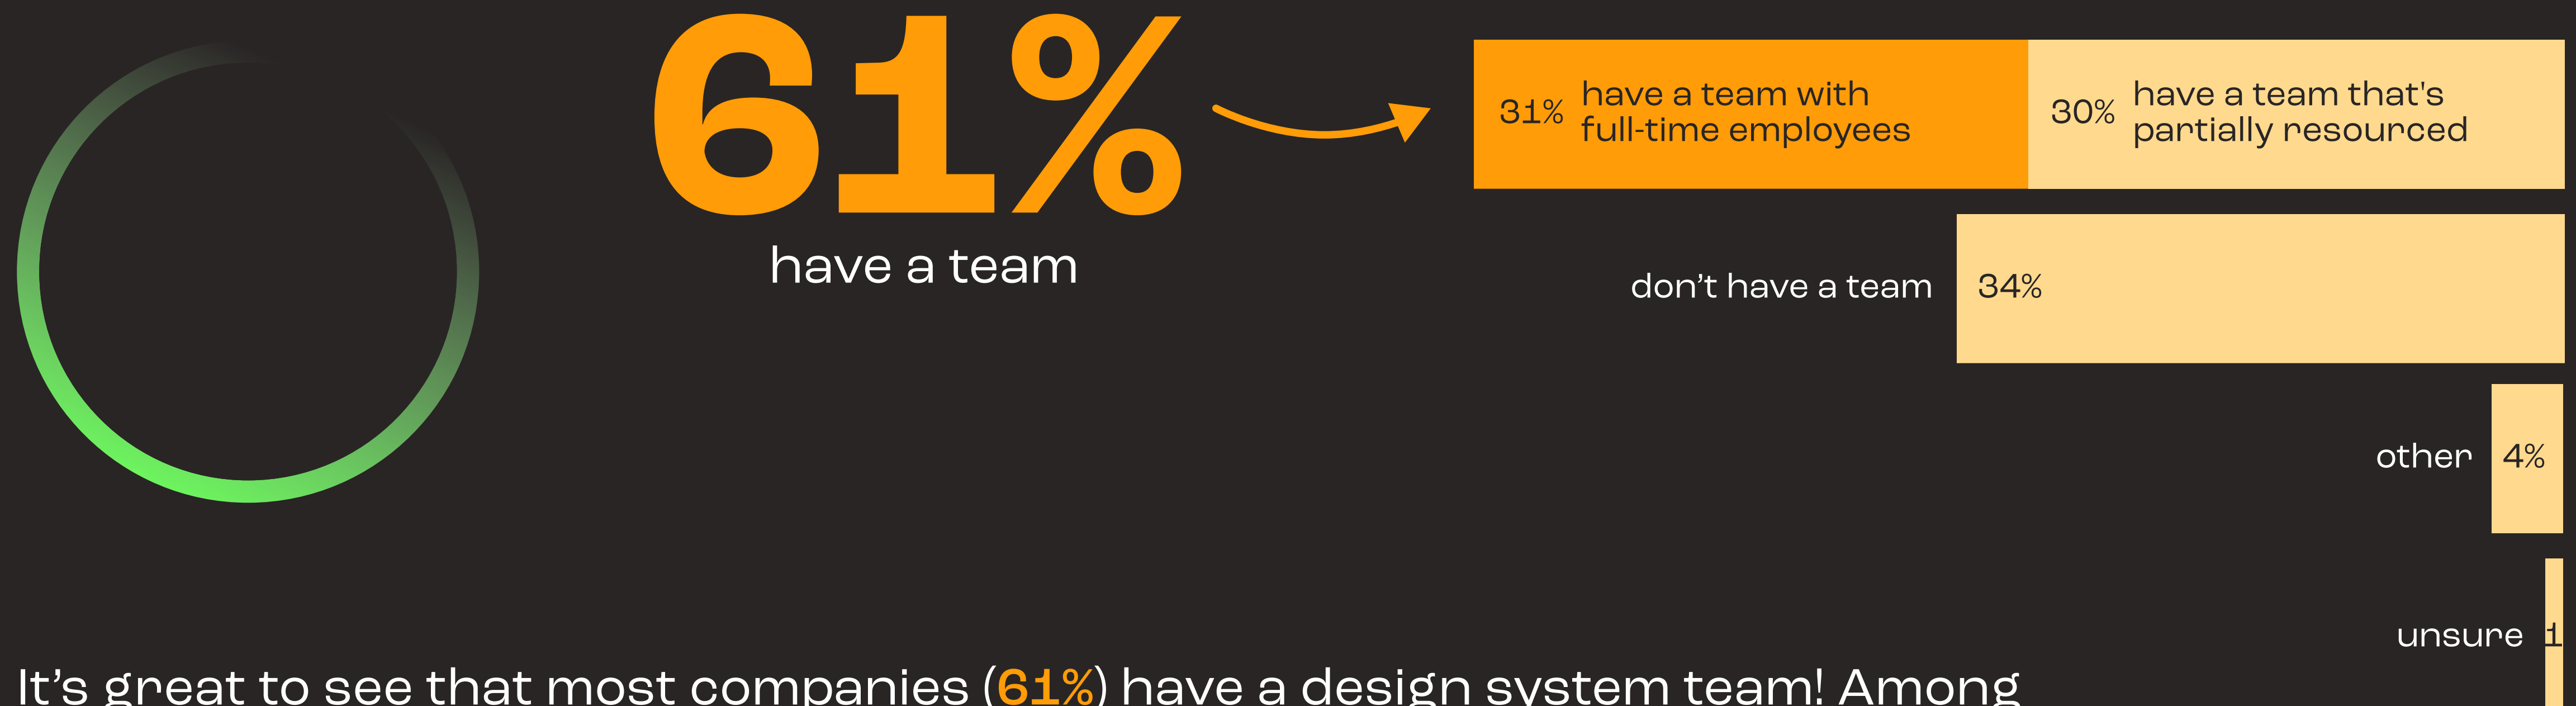 61%
have a team
31% have a team with
full-time employees
30% have a team that's
partially resourced
don’t have a team 34%
other 4%
unsure 1
It’s great to see that most companies (61%) have a design system team! Among